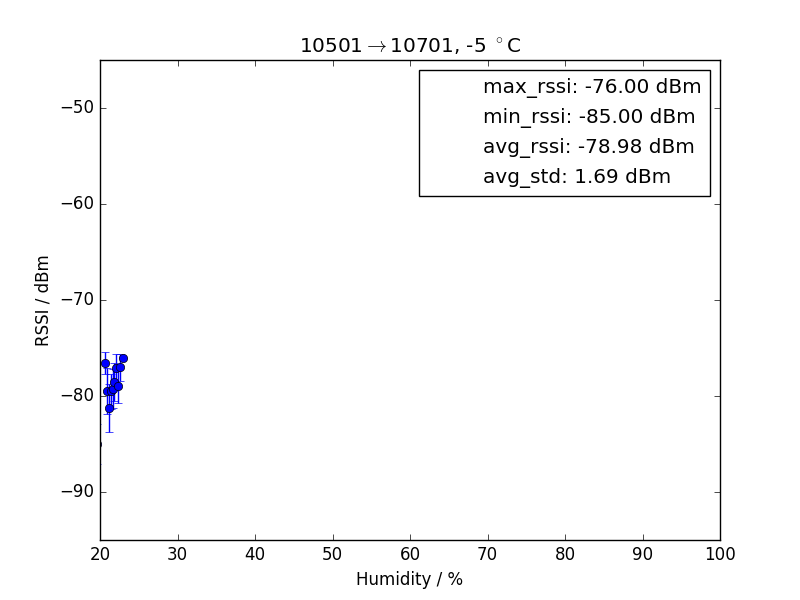 10501→10701, -5 °C
max_rssi: -76.00 dBm
min_rssi: -85.00 dBm
avg_rssi: -78.98 dBm
avg_std: 1.69 dBm
−50
−60
−70
−80
−90
RSSI / dBm
20 30 40 50 60 70 80 90 100
Humidity / %